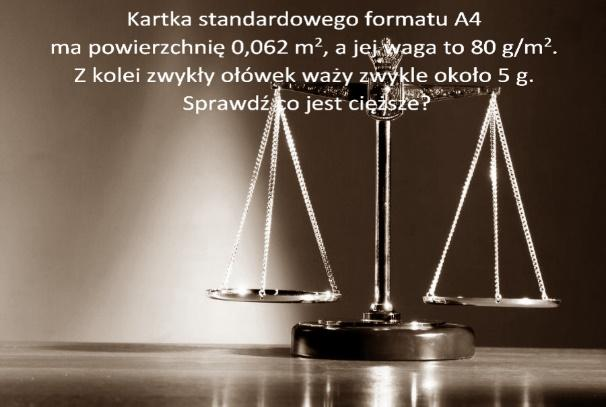 Kartka standardowego formatu A4
ma powierzchnię 0,062 m², a jej waga to 80 g/m².
Z kolei zwykły ołówek waży zwykle około 5 g.
Sprawdź co jest cięższe?